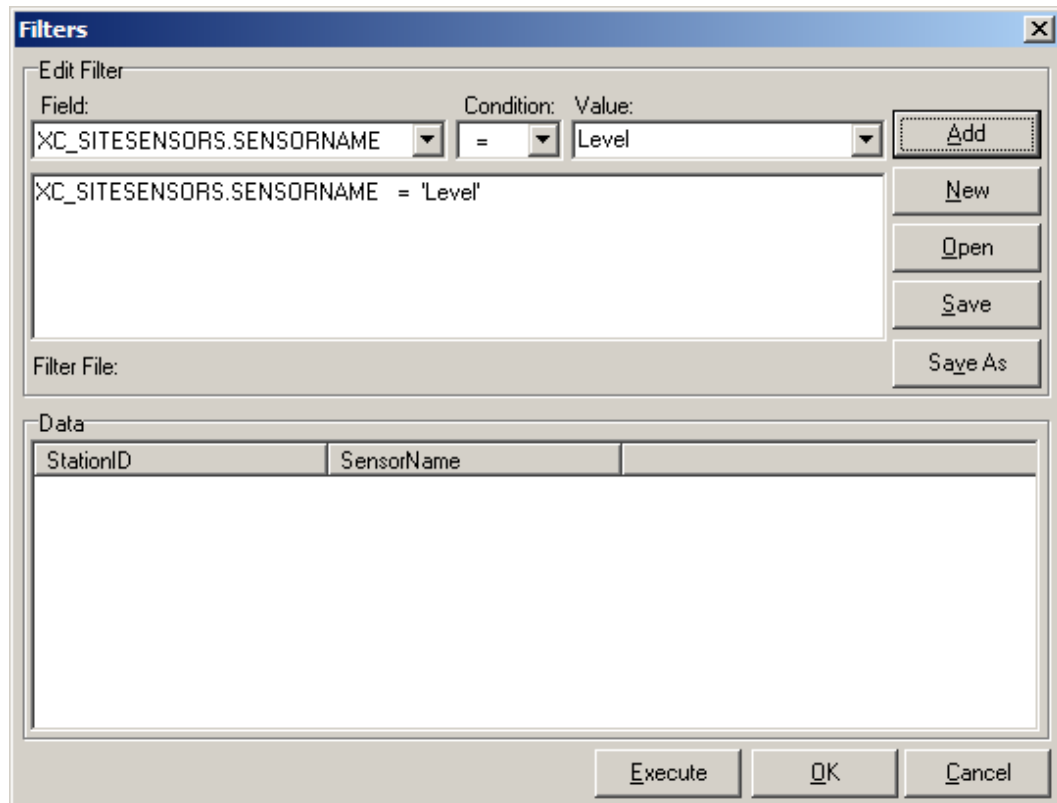 Filters
Edit Filter
Field: Condition: Value:
XC_SITESENSORS.SENSORNAME = Level Add
XC_SITESENSORS.SENSORNAME = 'Level'
New
Open
Save
Filter File:
Save As
Data
StationID SensorName
Execute OK Cancel